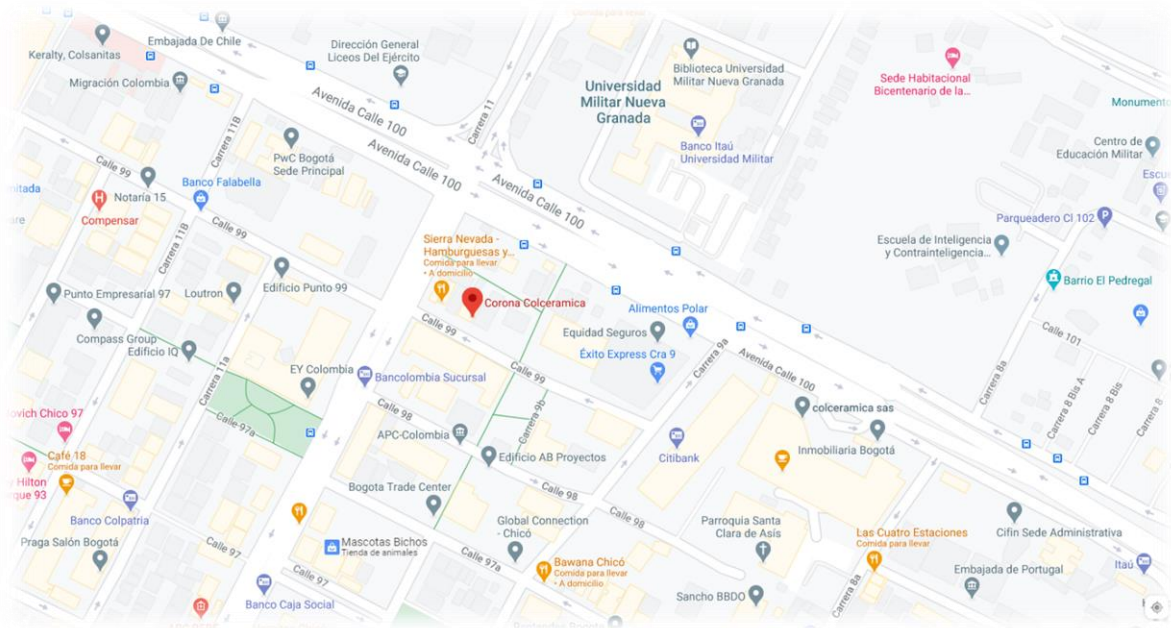 Comida para llevar
Keralty, Colsanitas
Embajada De Chile
Migración Colombia
Dirección General
Liceos Del Ejército
Universidad
Militar Nueva
Granada
Biblioteca Universidad
Militar Nueva Granada
Sede Habitacional
Bicentenario de la...
Monumento
Centro de
Educación Militar
Escue
Banco Itaú
Universidad Militar
Avenida Calle 100
Avenida Calle 100
Avenida Calle 100
Carrera 11
Carrera 11B
Calle 99
PwC Bogotá
Sede Principal
Banco Falabella
Notaría 15
Compensar
Calle 99
Carrera 11B
Parqueadero Cl 102
Escuela de Inteligencia
y Contrainteligencia...
Barrio El Pedregal
Sierra Nevada -
Hamburguesas y...
Comida para llevar
• A domicilio
Corona Colceramica
Punto Empresarial 97
Loutron
Edificio Punto 99
Compass Group
Edificio IQ
Calle 99
Calle 99
Equidad Seguros
Alimentos Polar
Éxito Express Cra 9
Carrera 9a
Avenida Calle 100
Calle 101
Carrera 8a
Carrera 8 Bis A
Carrera 8 Bis
Carrera 8
EY Colombia
Bancolombia Sucursal
Carrera 11a
Calle 97a
Calle 98
Carrera 9b
APC-Colombia
Edificio AB Proyectos
colceramica sas
Inmobiliaria Bogotá
Citibank
ovich Chico 97
Café 18
Comida para llevar
Hilton
rque 93
Banco Colpatria
Praga Salón Bogotá
Bogota Trade Center
Calle 98
Calle 98
Global Connection
- Chicó
Parroquia Santa
Clara de Asís
Las Cuatro Estaciones
Comida para llevar
Cifin Sede Administrativa
Mascotas Bichos
Tienda de animales
Calle 97
Calle 97
Calle 97a
Bawana Chicó
Comida para llevar
• A domicilio
Banco Caja Social
Sancho BBDO
Carrera 8a
Embajada de Portugal
Itaú